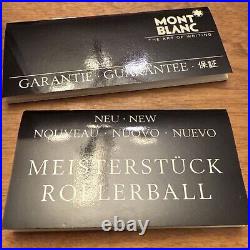 MONT
BLANC
THE ART OF WRITING
GARANTIE · GUARANTEE · 保証
NEU · NEW
NOUVEAU · NUOVO · NUEVO
MEISTERSTÜCK
ROLLERBALL